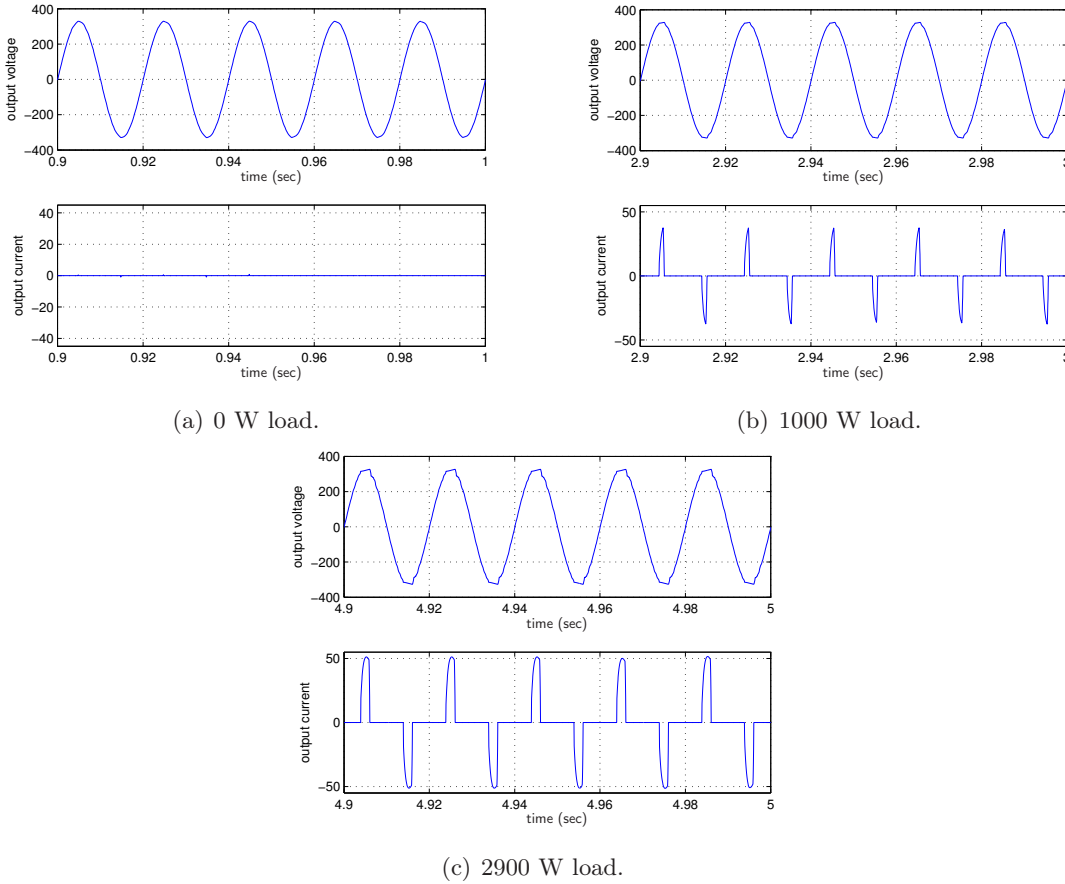 400
200
0
−200
−400
output voltage
0.9 0.92 0.94 0.96 0.98 1
time (sec)
40
20
0
−20
−40
output current
0.9 0.92 0.94 0.96 0.98 1
time (sec)
(a) 0 W load.
400
200
0
−200
−400
output voltage
2.9 2.92 2.94 2.96 2.98 3
time (sec)
50
0
−50
output current
2.9 2.92 2.94 2.96 2.98 3
time (sec)
(b) 1000 W load.
400
200
0
−200
−400
output voltage
4.9 4.92 4.94 4.96 4.98 5
time (sec)
50
0
−50
output current
4.9 4.92 4.94 4.96 4.98 5
time (sec)
(c) 2900 W load.